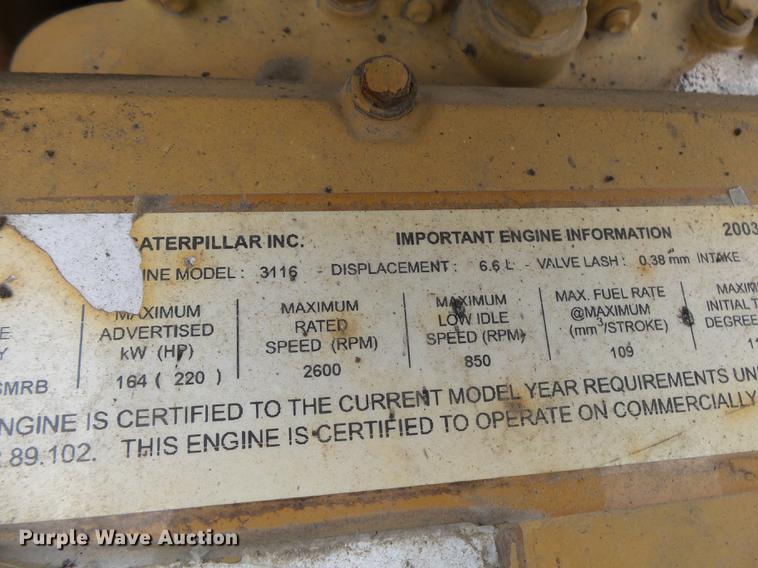 CATERPILLAR INC. IMPORTANT ENGINE INFORMATION 2003
INE MODEL : 3116 - DISPLACEMENT : 6.6 L - VALVE LASH : 0.38 mm INTAKE
MAXIMUM
ADVERTISED
kW (HP)
164 ( 220 )
MAXIMUM
RATED
SPEED (RPM)
2600
MAXIMUM
LOW IDLE
SPEED (RPM)
850
MAX. FUEL RATE
@MAXIMUM
(mm³/STROKE)
109
MAXIM
INITIAL T
DEGREE
11
E
Y
SMRB
NGINE IS CERTIFIED TO THE CURRENT MODEL YEAR REQUIREMENTS UN
.89.102. THIS ENGINE IS CERTIFIED TO OPERATE ON COMMERCIALLY
Purple Wave Auction